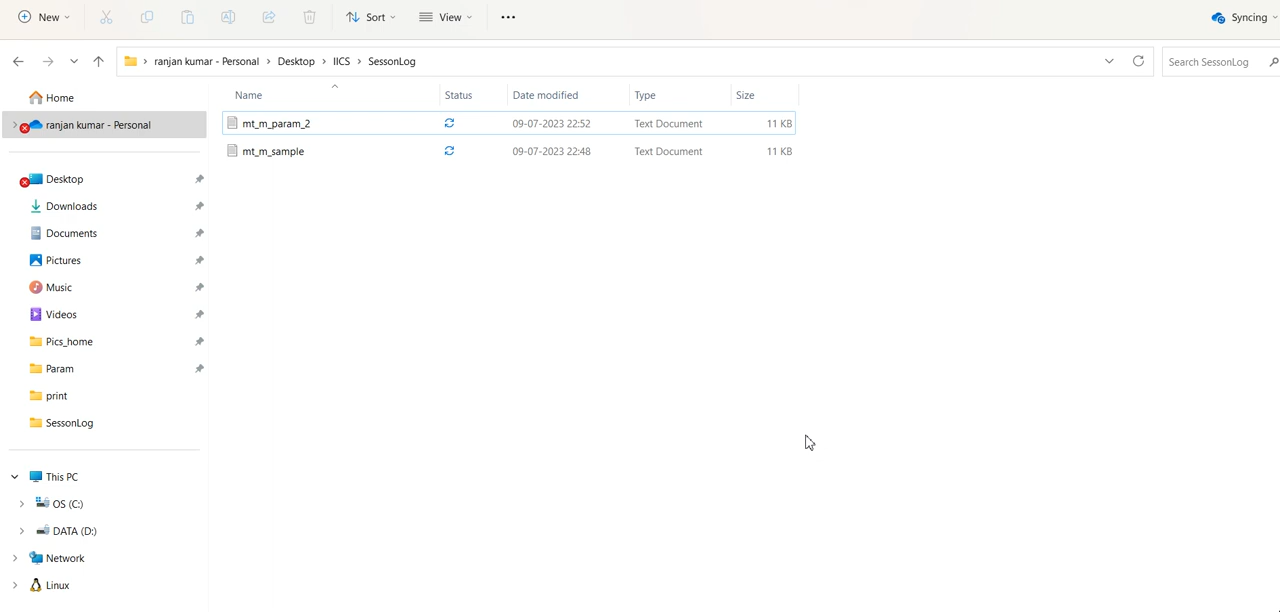 New
Sort
View
Syncing
ranjan kumar - Personal
Desktop
IICS
SessonLog
Search SessonLog
Name
Status
Date modified
Type
Size
mt_m_param_2
09-07-2023 22:52
Text Document
11 KB
mt_m_sample
09-07-2023 22:48
Text Document
11 KB
Home
ranjan kumar - Personal
Desktop
Downloads
Documents
Pictures
Music
Videos
Pics_home
Param
print
SessonLog
This PC
OS (C:)
DATA (D:)
Network
Linux